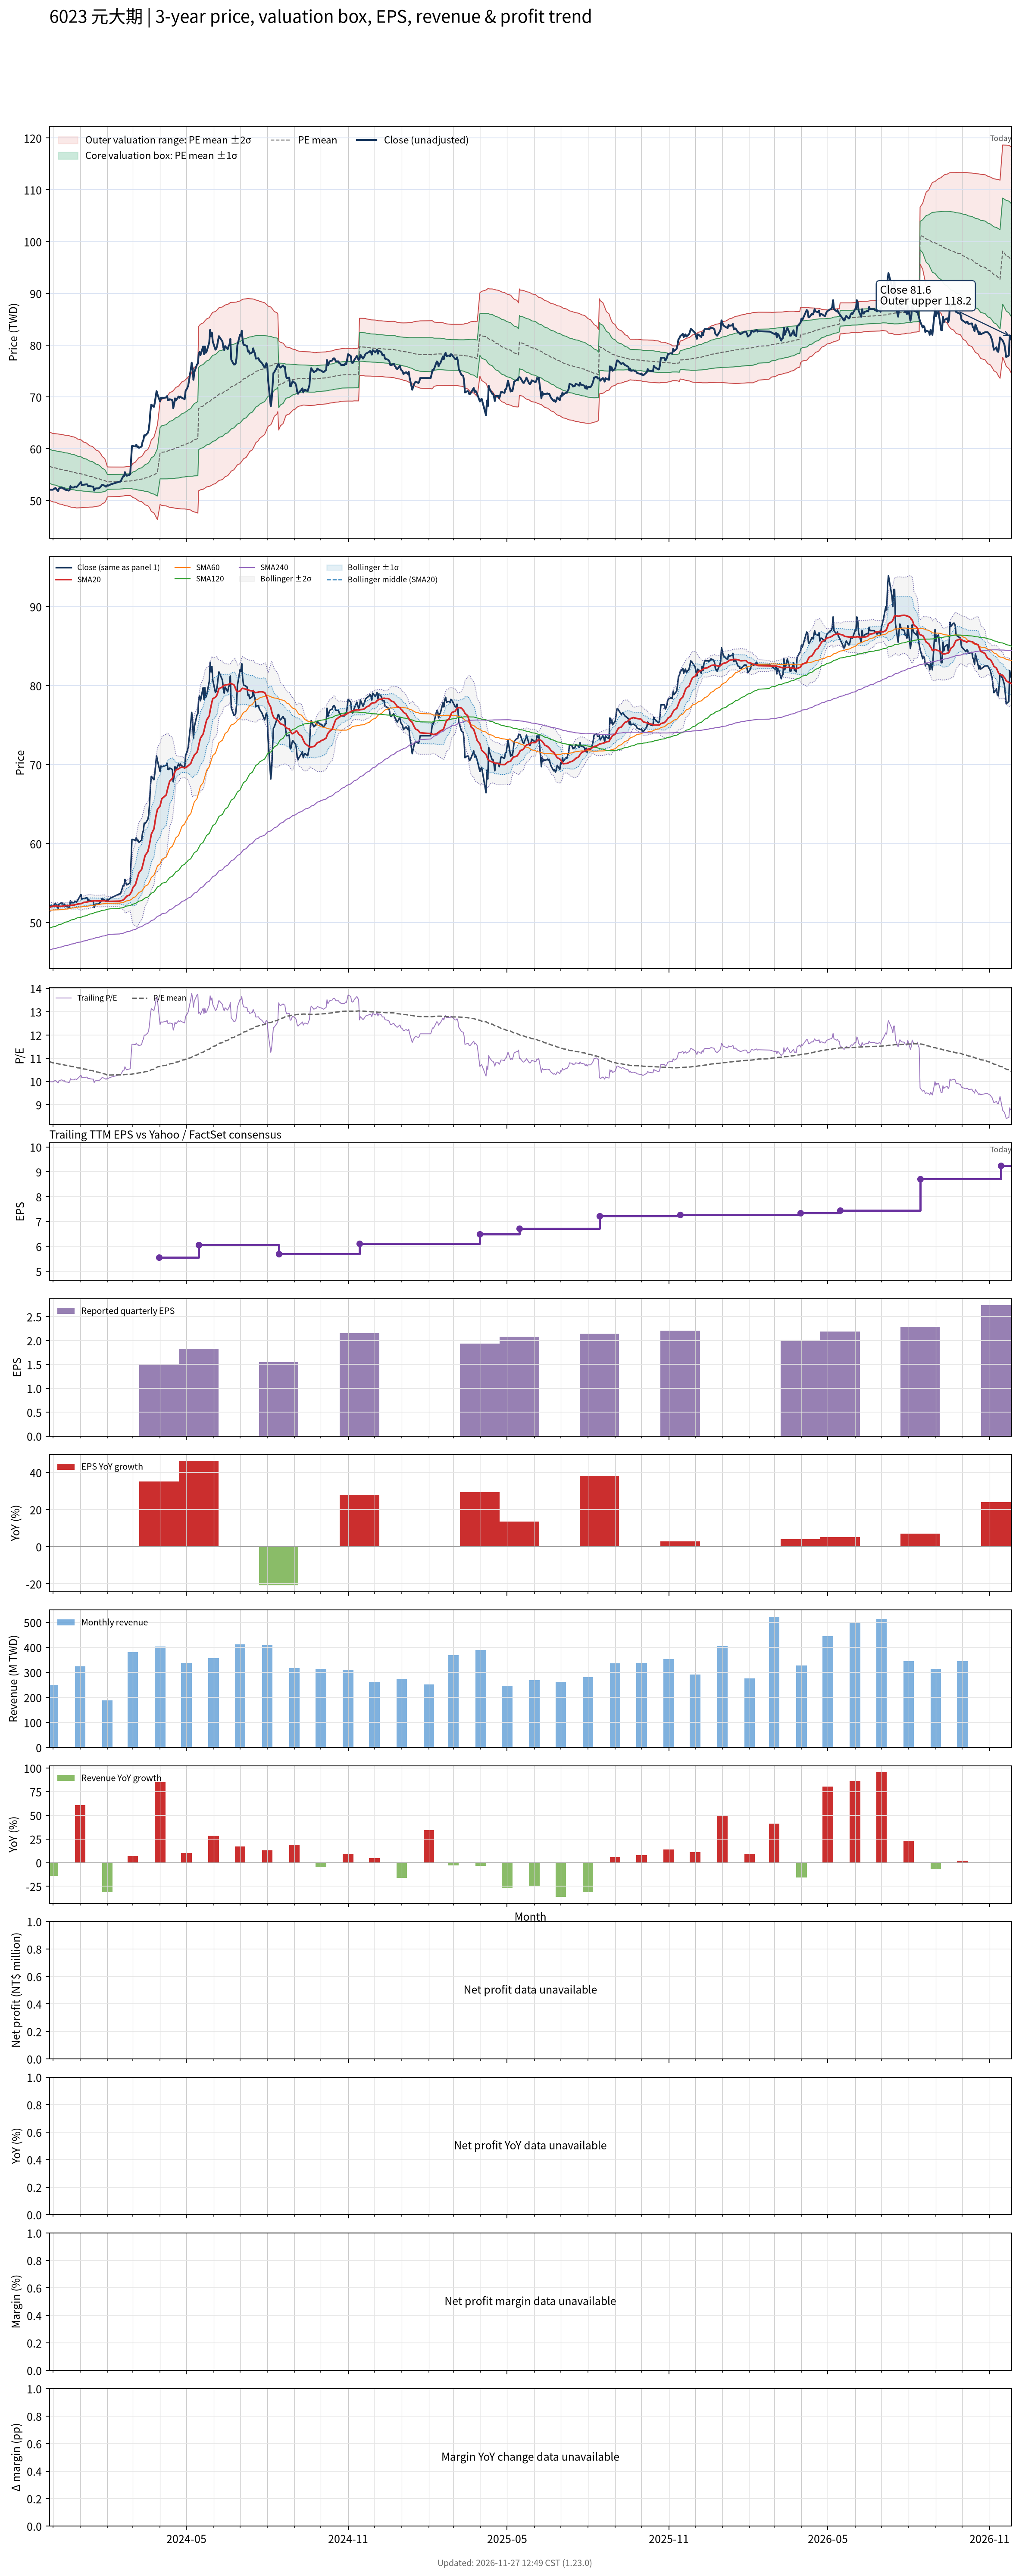 6023 元大期 | 3-year price, valuation box, EPS, revenue & profit trend
Outer valuation range: PE mean ±2σ
PE mean
Close (unadjusted)
Core valuation box: PE mean ±1σ
Today
Close 81.6
Outer upper 118.2
Price (TWD)
120
110
100
90
80
70
60
50
Close (same as panel 1)
SMA60
SMA240
Bollinger ±1σ
SMA20
SMA120
Bollinger ±2σ
Bollinger middle (SMA20)
Price
90
80
70
60
50
Trailing P/E
P/E mean
P/E
14
13
12
11
10
9
Trailing TTM EPS vs Yahoo / FactSet consensus
Today
EPS
10
9
8
7
6
5
Reported quarterly EPS
EPS
2.5
2.0
1.5
1.0
0.5
0.0
EPS YoY growth
YoY (%)
40
20
0
-20
Monthly revenue
Revenue (M TWD)
500
400
300
200
100
0
Revenue YoY growth
YoY (%)
100
75
50
25
0
-25
Month
Net profit (NT$ million)
1.0
0.8
0.6
0.4
0.2
0.0
Net profit data unavailable
YoY (%)
1.0
0.8
0.6
0.4
0.2
0.0
Net profit YoY data unavailable
Margin (%)
1.0
0.8
0.6
0.4
0.2
0.0
Net profit margin data unavailable
Δ margin (pp)
1.0
0.8
0.6
0.4
0.2
0.0
Margin YoY change data unavailable
2024-05
2024-11
2025-05
2025-11
2026-05
2026-11
Updated: 2026-11-27 12:49 CST (1.23.0)